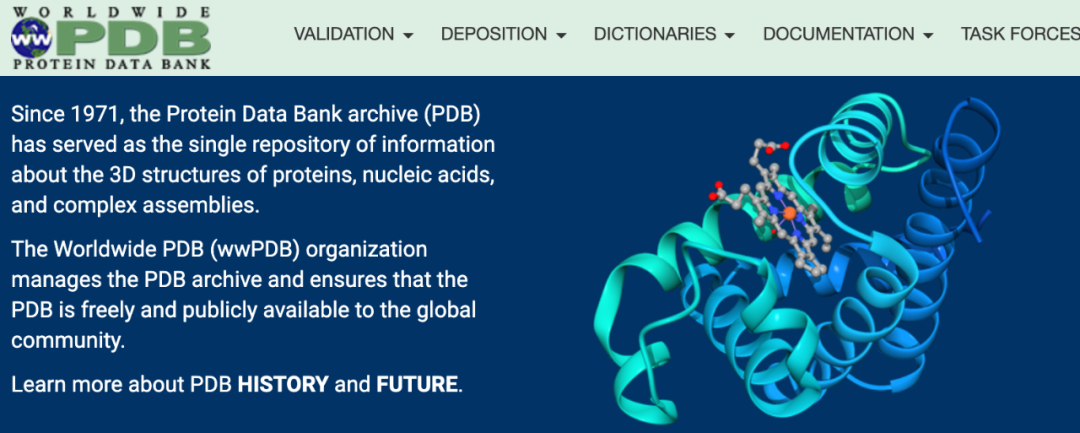 WORLDWIDE
ww PDB
PROTEIN DATA BANK
VALIDATION DEPOSITION DICTIONARIES DOCUMENTATION TASK FORCES
Since 1971, the Protein Data Bank archive (PDB)
has served as the single repository of information
about the 3D structures of proteins, nucleic acids,
and complex assemblies.
The Worldwide PDB (wwPDB) organization
manages the PDB archive and ensures that the
PDB is freely and publicly available to the global
community.
Learn more about PDB HISTORY and FUTURE.